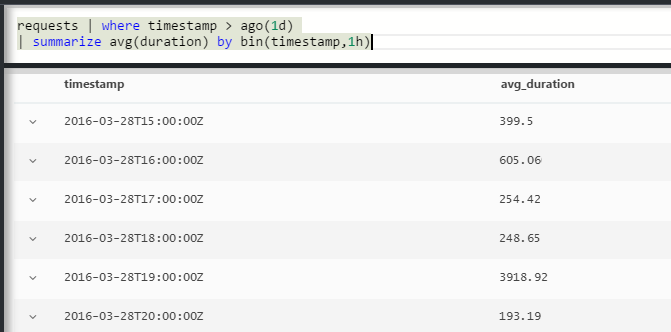 requests | where timestamp > ago(1d)
| summarize avg(duration) by bin(timestamp,1h)
timestamp avg_duration
2016-03-28T15:00:00Z 399.5
2016-03-28T16:00:00Z 605.06
2016-03-28T17:00:00Z 254.42
2016-03-28T18:00:00Z 248.65
2016-03-28T19:00:00Z 3918.92
2016-03-28T20:00:00Z 193.19